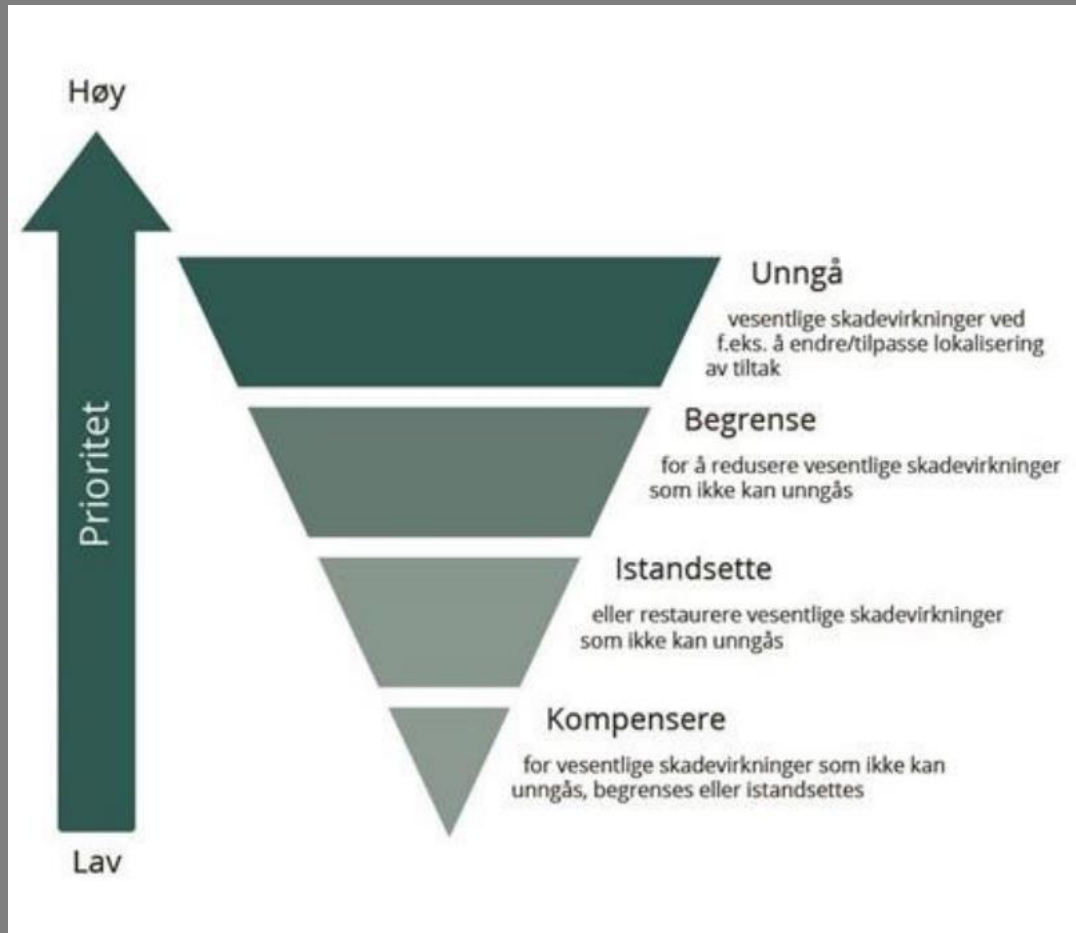 Høy
Prioritet
Lav
Unngå
vesentlige skadevirkninger ved
f.eks. å endre/tilpasse lokalisering
av tiltak
Begrense
for å redusere vesentlige skadevirkninger
som ikke kan unngås
Istandsette
eller restaurere vesentlige skadevirkninger
som ikke kan unngås
Kompensere
for vesentlige skadevirkninger som ikke kan
unngås, begrenses eller istandsettes